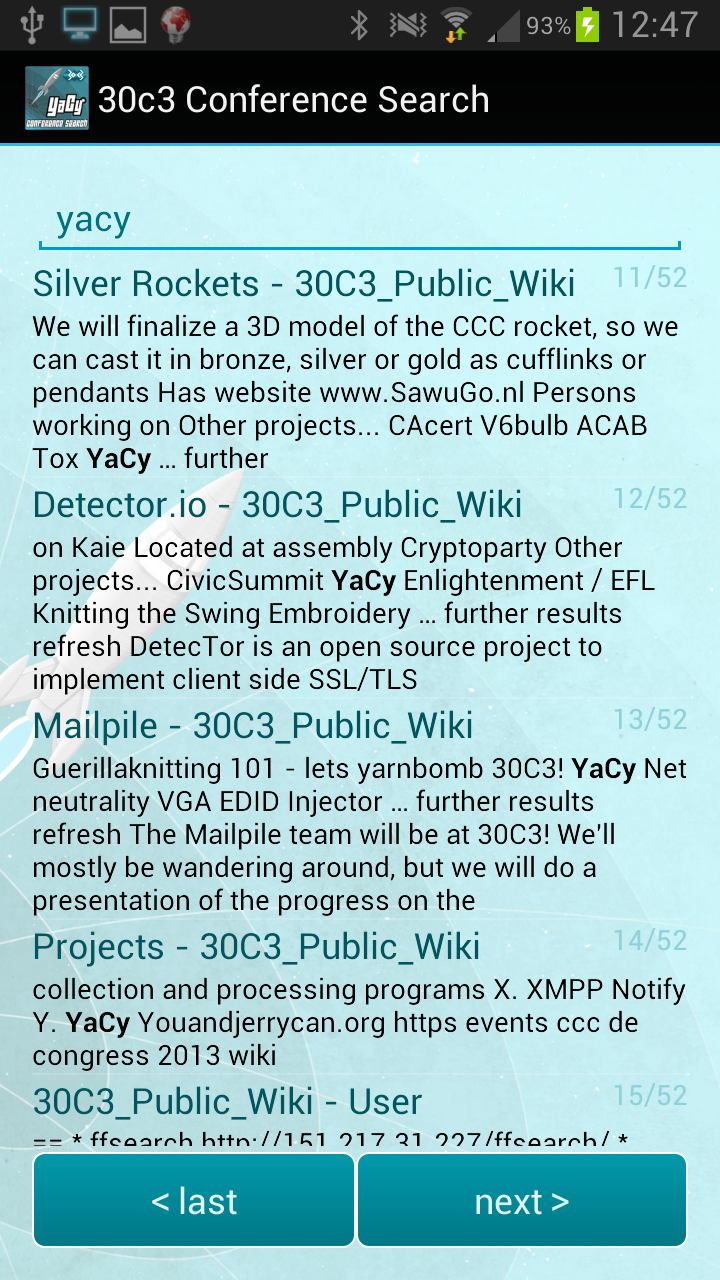 93% 12:47
YaCy
CONFERENCE SEARCH
30c3 Conference Search
yacy
Silver Rockets - 30C3_Public_Wiki 11/52
We will finalize a 3D model of the CCC rocket, so we
can cast it in bronze, silver or gold as cufflinks or
pendants Has website www.SawuGo.nl Persons
working on Other projects... CAcert V6bulb ACAB
Tox YaCy ... further
Detector.io - 30C3_Public_Wiki 12/52
on Kaie Located at assembly Cryptoparty Other
projects... CivicSummit YaCy Enlightenment / EFL
Knitting the Swing Embroidery ... further results
refresh DetecTor is an open source project to
implement client side SSL/TLS
Mailpile - 30C3_Public_Wiki 13/52
Guerillaknitting 101 - lets yarnbomb 30C3! YaCy Net
neutrality VGA EDID Injector ... further results
refresh The Mailpile team will be at 30C3! We'll
mostly be wandering around, but we will do a
presentation of the progress on the
Projects - 30C3_Public_Wiki 14/52
collection and processing programs X. XMPP Notify
Y. YaCy Youandjerrycan.org https events ccc de
congress 2013 wiki
30C3_Public_Wiki - User 15/52
== * ffsearch http://151.217.31.227/ffsearch/ *
< last next >